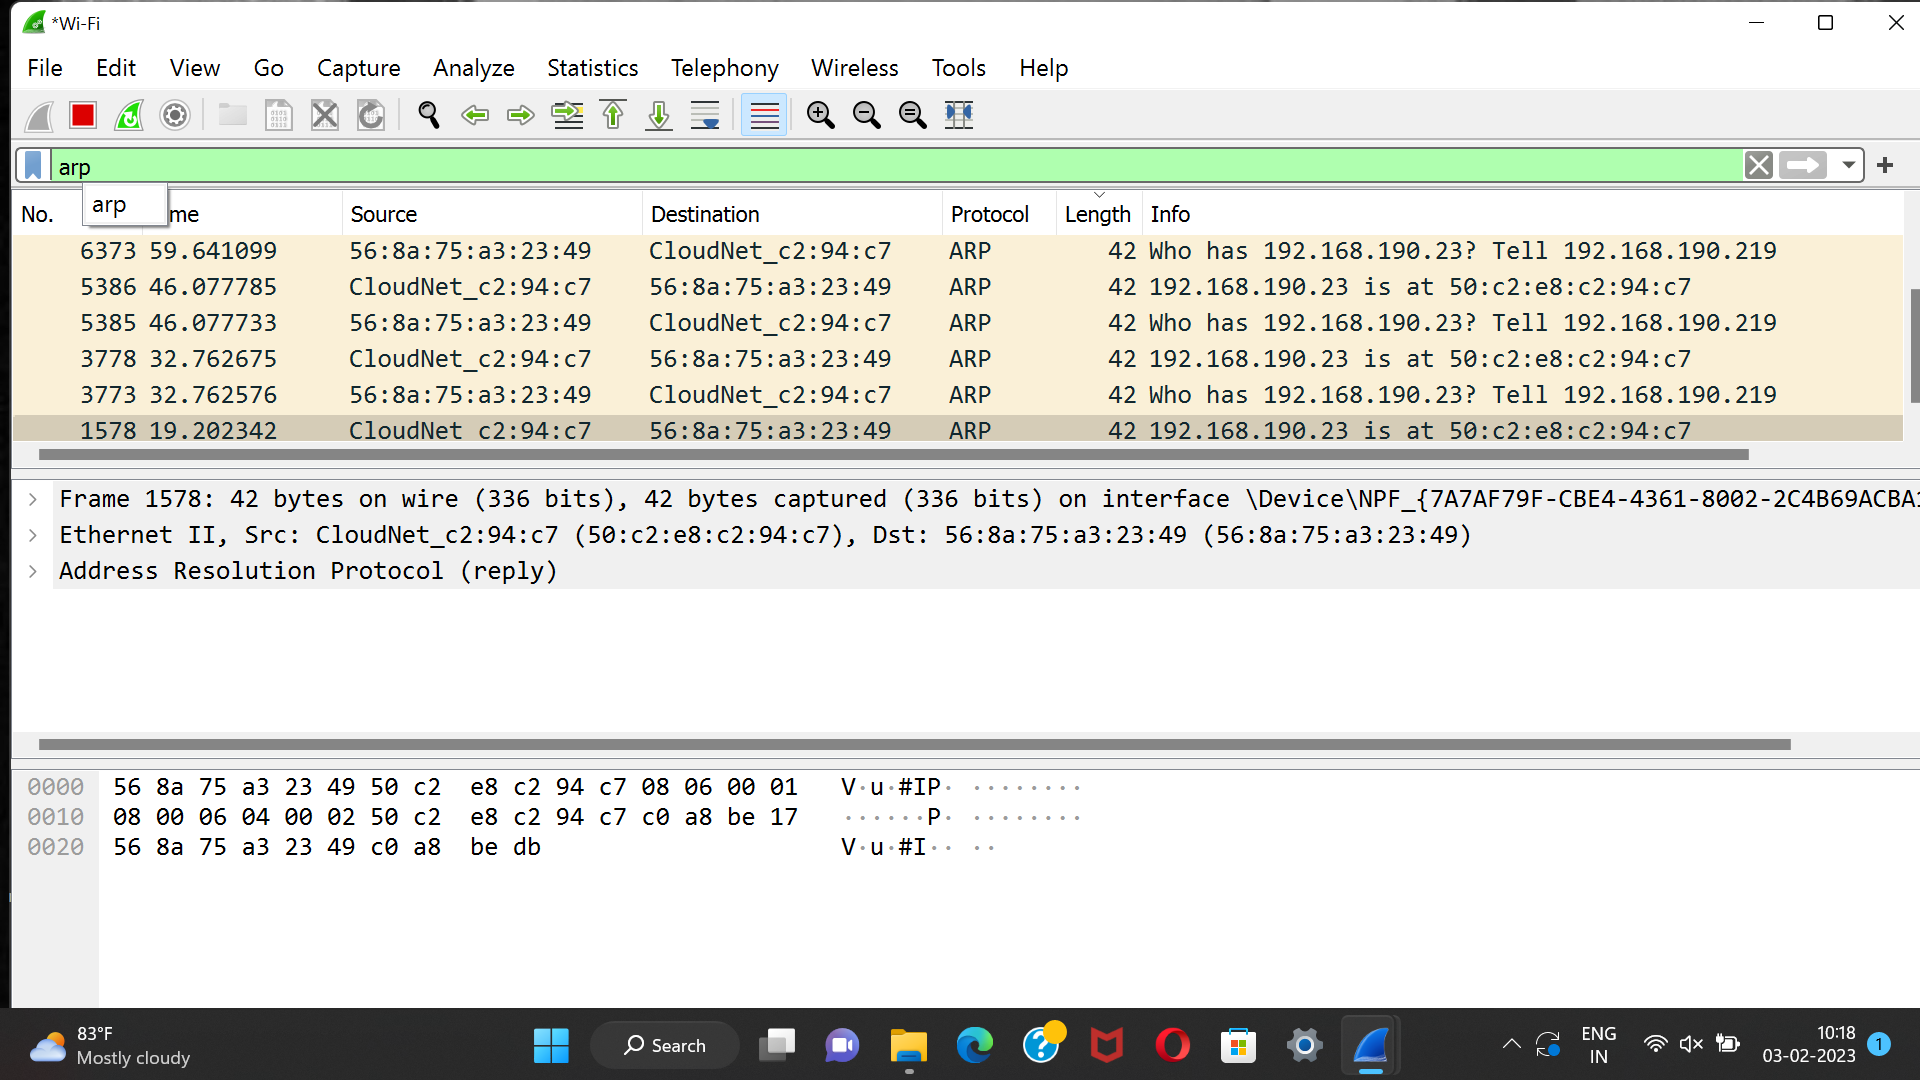 *Wi-Fi
File Edit View Go Capture Analyze Statistics Telephony Wireless Tools Help
arp
arp
No. me Source Destination Protocol Length Info
6373 59.641099 56:8a:75:a3:23:49 CloudNet_c2:94:c7 ARP 42 Who has 192.168.190.23? Tell 192.168.190.219
5386 46.077785 CloudNet_c2:94:c7 56:8a:75:a3:23:49 ARP 42 192.168.190.23 is at 50:c2:e8:c2:94:c7
5385 46.077733 56:8a:75:a3:23:49 CloudNet_c2:94:c7 ARP 42 Who has 192.168.190.23? Tell 192.168.190.219
3778 32.762675 CloudNet_c2:94:c7 56:8a:75:a3:23:49 ARP 42 192.168.190.23 is at 50:c2:e8:c2:94:c7
3773 32.762576 56:8a:75:a3:23:49 CloudNet_c2:94:c7 ARP 42 Who has 192.168.190.23? Tell 192.168.190.219
1578 19.202342 CloudNet_c2:94:c7 56:8a:75:a3:23:49 ARP 42 192.168.190.23 is at 50:c2:e8:c2:94:c7
Frame 1578: 42 bytes on wire (336 bits), 42 bytes captured (336 bits) on interface \Device\NPF_{7A7AF79F-CBE4-4361-8002-2C4B69ACBA1
Ethernet II, Src: CloudNet_c2:94:c7 (50:c2:e8:c2:94:c7), Dst: 56:8a:75:a3:23:49 (56:8a:75:a3:23:49)
Address Resolution Protocol (reply)
0000 56 8a 75 a3 23 49 50 c2 e8 c2 94 c7 08 06 00 01 V·u·#IP· ········
0010 08 00 06 04 00 02 50 c2 e8 c2 94 c7 c0 a8 be 17 ······P· ········
0020 56 8a 75 a3 23 49 c0 a8 be db V·u·#I·· ··
83°F
Mostly cloudy
Search
ENG
IN
10:18
03-02-2023
1